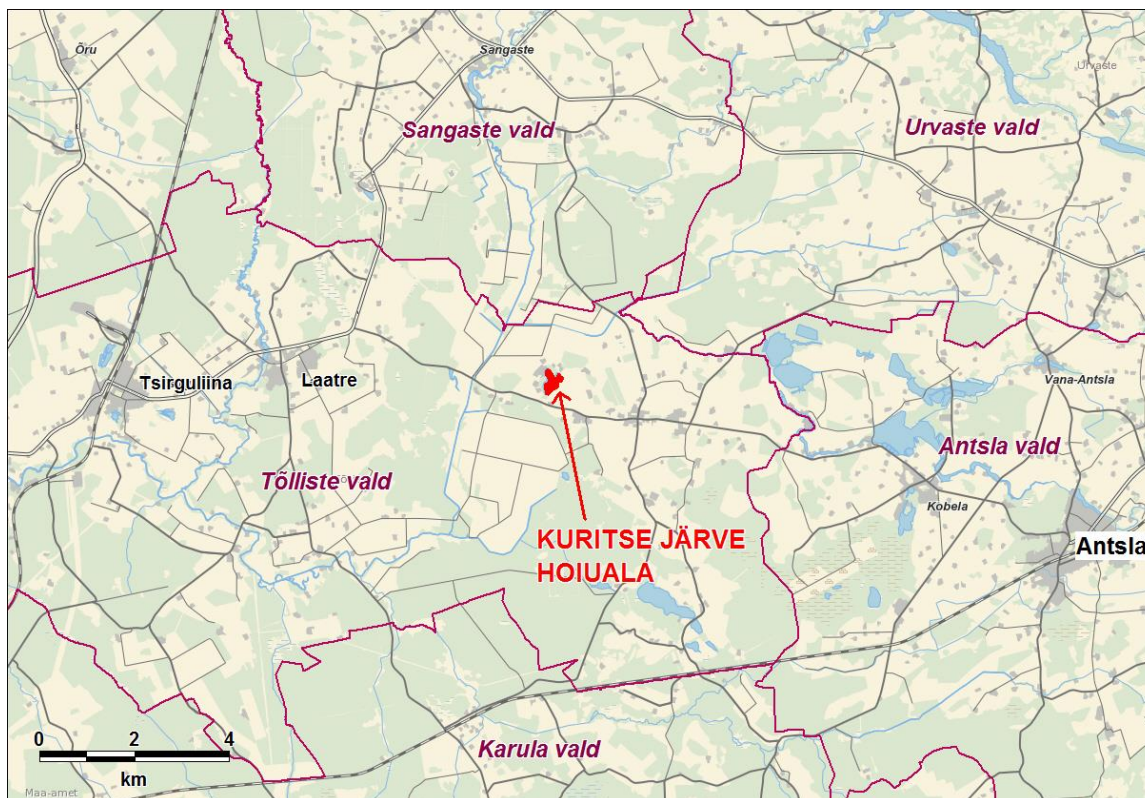 Õru
Sangaste
Urvaste
Sangaste vald
Urvaste vald
Tsirguliina
Laatre
Vana-Antsla
Antsla vald
Tõlliste vald
Kobela
KURITSE JÄRVE
HOIUALA
Antsla
0 2 4
km
Karula vald
Maa-amet